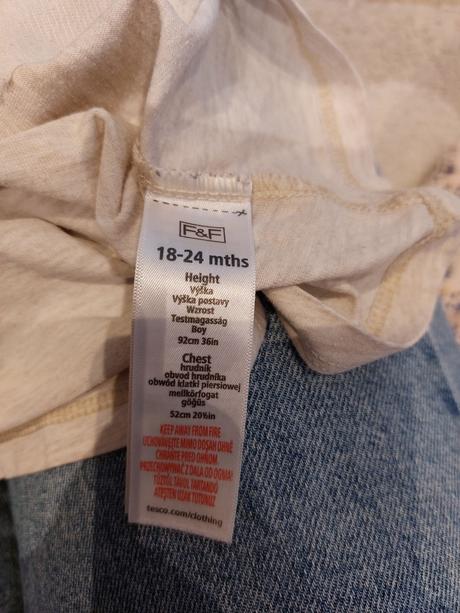 F&F
18-24 mths
Height
Výška
Výška postavy
Wzrost
Testmagasság
Boy
92cm 36in
Chest
hrudník
obvod hrudníka
obwód klatki piersiowej
mellkörfogat
göğüs
52cm 20½in
KEEP AWAY FROM FIRE
UCHOVÁVEJTE MIMO DOSAH OHNĚ
CHRÁŇTE PRED OHŇOM
PRZECHOWYWAĆ Z DALA OD OGNIA!
TŰZTŐL TÁVOL TARTANDÓ
ATEŞTEN UZAK TUTUNUZ
tesco.com/clothing